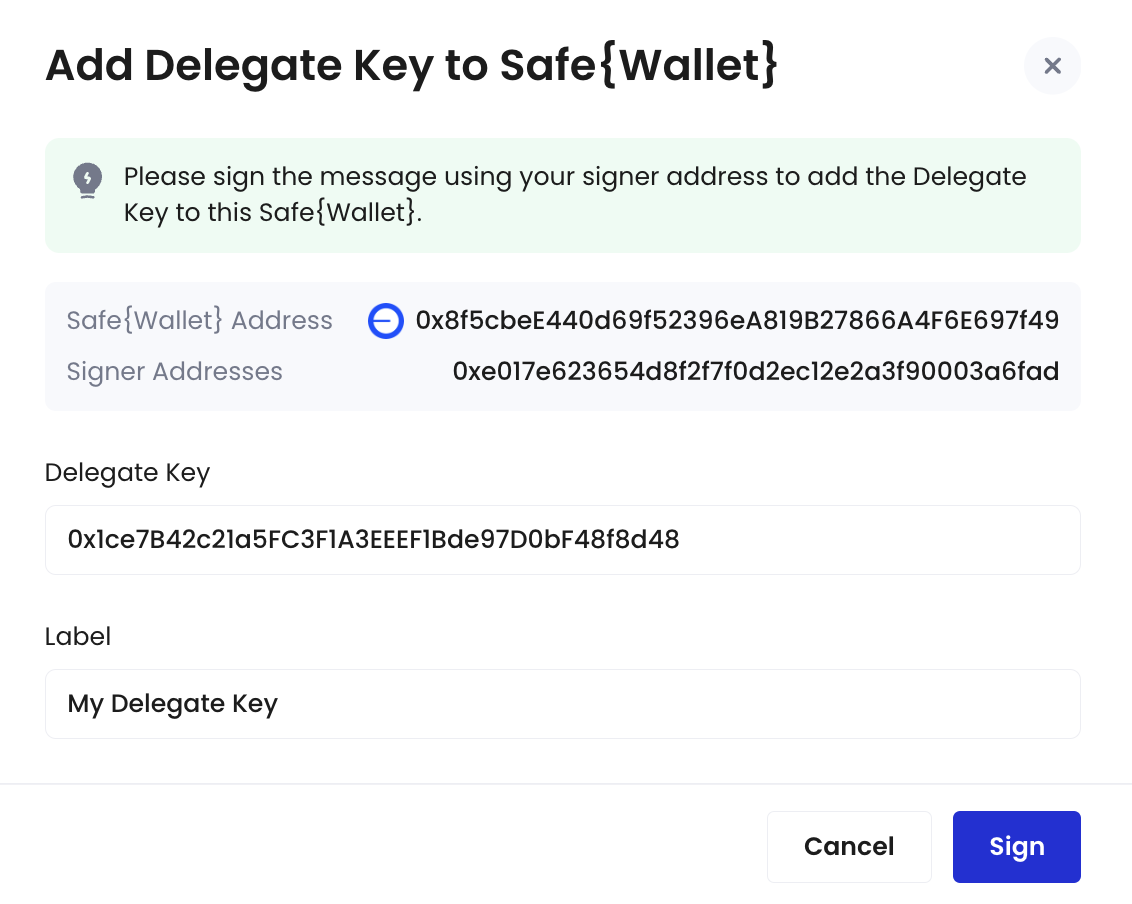 Add Delegate Key to Safe{Wallet}
Please sign the message using your signer address to add the Delegate
Key to this Safe{Wallet}.
Safe{Wallet} Address 0x8f5cbeE440d69f52396eA819B27866A4F6E697f49
Signer Addresses 0xe017e623654d8f2f7f0d2ec12e2a3f90003a6fad
Delegate Key
0x1ce7B42c21a5FC3F1A3EEEF1Bde97D0bF48f8d48
Label
My Delegate Key
Cancel Sign